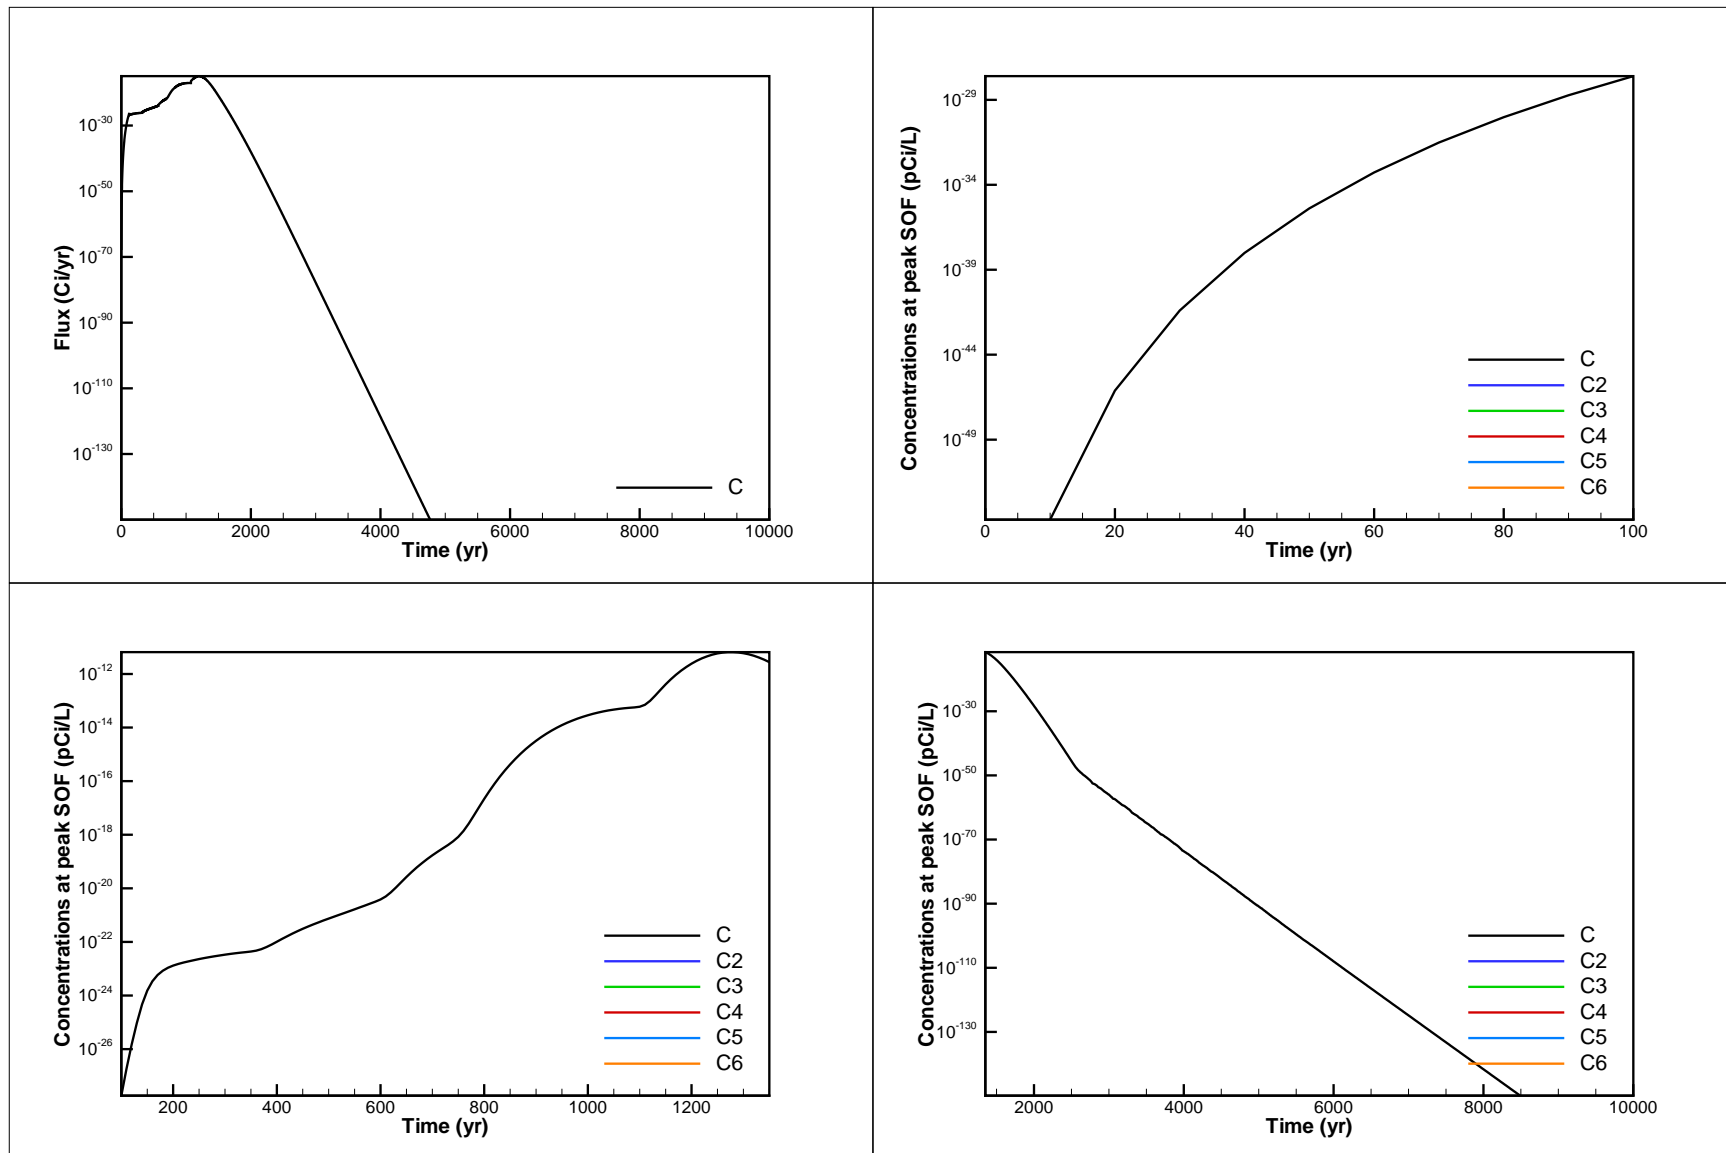 Flux (Ci/yr)
10^-30
10^-50
10^-70
10^-90
10^-110
10^-130
C
0 2000 4000 6000 8000 10000
Time (yr)
Concentrations at peak SOF (pCi/L)
10^-29
10^-34
10^-39
10^-44
10^-49
C
C2
C3
C4
C5
C6
0 20 40 60 80 100
Time (yr)
Concentrations at peak SOF (pCi/L)
10^-12
10^-14
10^-16
10^-18
10^-20
10^-22
10^-24
10^-26
C
C2
C3
C4
C5
C6
200 400 600 800 1000 1200
Time (yr)
Concentrations at peak SOF (pCi/L)
10^-30
10^-50
10^-70
10^-90
10^-110
10^-130
C
C2
C3
C4
C5
C6
2000 4000 6000 8000 10000
Time (yr)